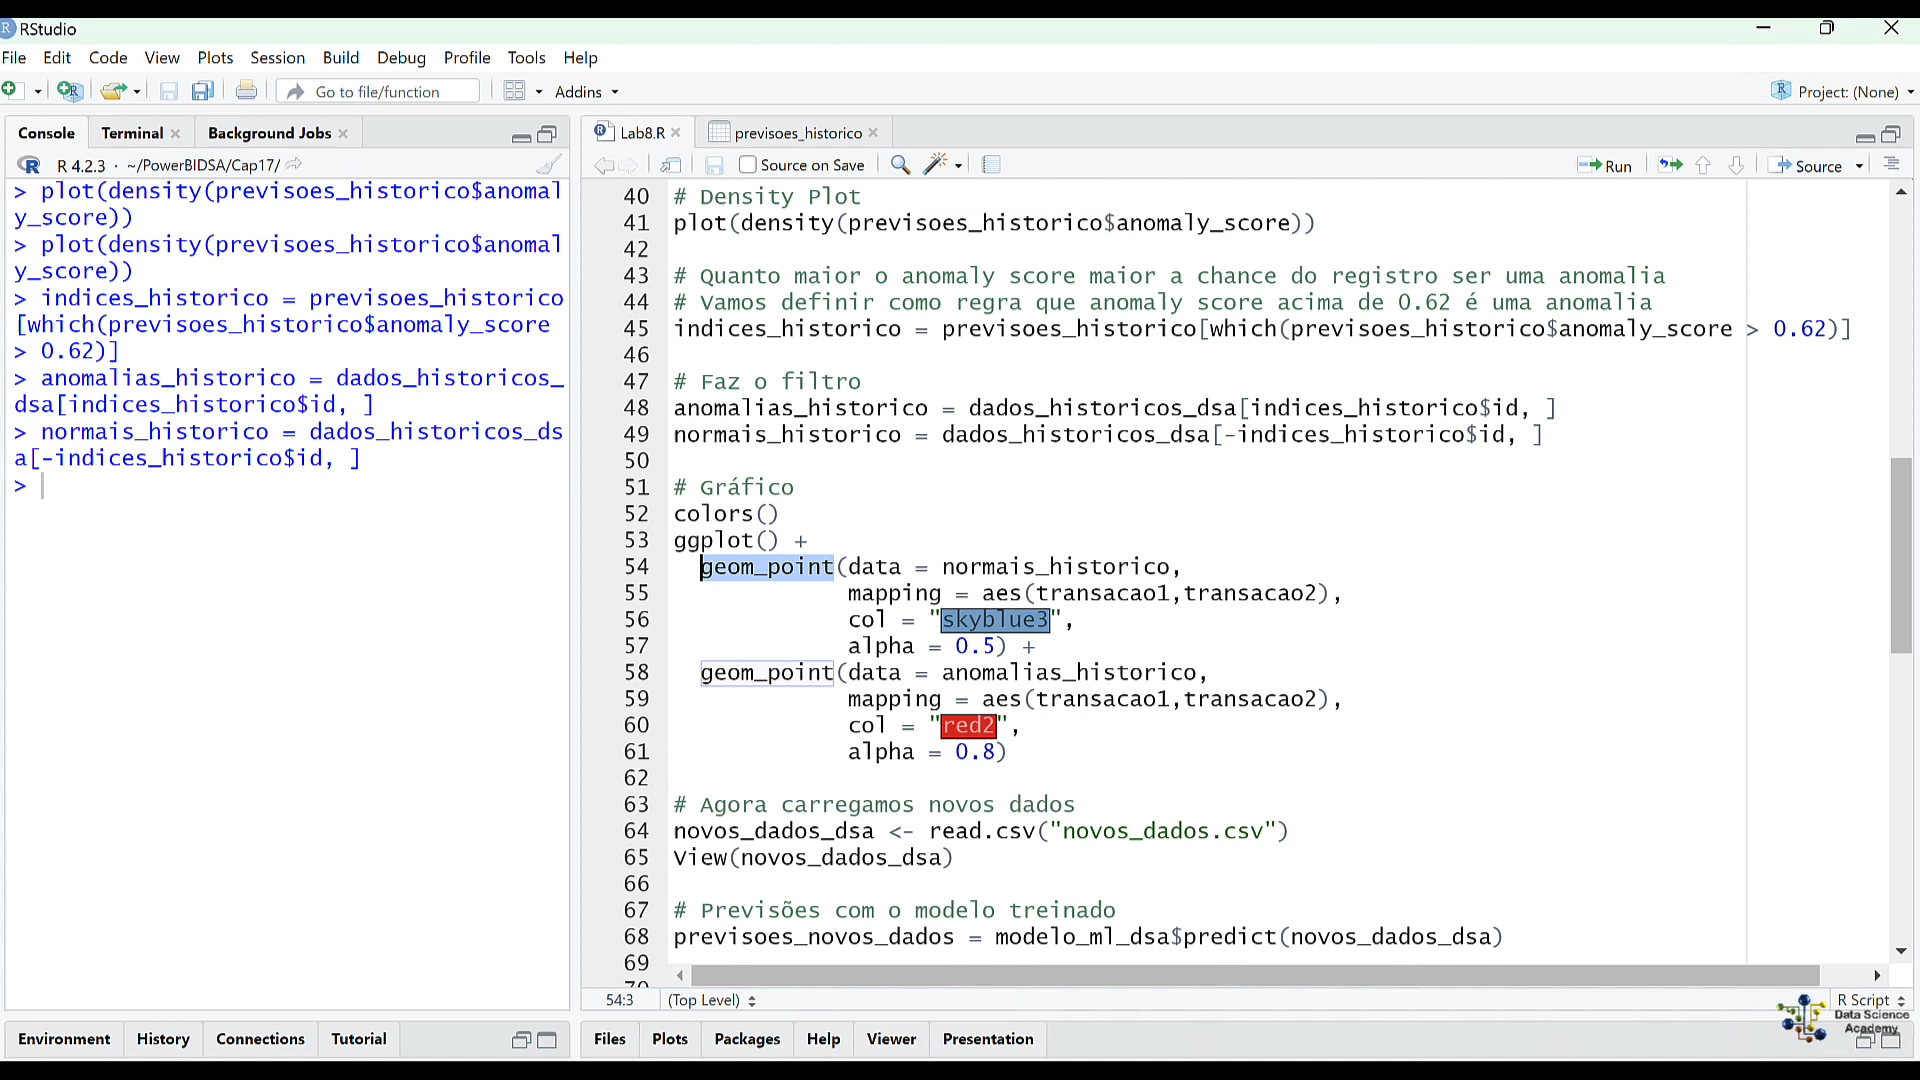 RStudio
File Edit Code View Plots Session Build Debug Profile Tools Help
Go to file/function Addins Project: (None)
Console Terminal Background Jobs
R 4.2.3 · ~/PowerBIDSA/Cap17/
> plot(density(previsoes_historico$anomal
y_score))
> plot(density(previsoes_historico$anomal
y_score))
> indices_historico = previsoes_historico
[which(previsoes_historico$anomaly_score
> 0.62)]
> anomalias_historico = dados_historicos_
dsa[indices_historico$id, ]
> normais_historico = dados_historicos_ds
a[-indices_historico$id, ]
>
Environment History Connections Tutorial
Lab8.R previsoes_historico
Source on Save Run Source
40 # Density Plot
41 plot(density(previsoes_historico$anomaly_score))
42
43 # Quanto maior o anomaly score maior a chance do registro ser uma anomalia
44 # Vamos definir como regra que anomaly score acima de 0.62 é uma anomalia
45 indices_historico = previsoes_historico[which(previsoes_historico$anomaly_score > 0.62)]
46
47 # Faz o filtro
48 anomalias_historico = dados_historicos_dsa[indices_historico$id, ]
49 normais_historico = dados_historicos_dsa[-indices_historico$id, ]
50
51 # Gráfico
52 colors()
53 ggplot() +
54 geom_point(data = normais_historico,
55 mapping = aes(transacao1,transacao2),
56 col = "skyblue3",
57 alpha = 0.5) +
58 geom_point(data = anomalias_historico,
59 mapping = aes(transacao1,transacao2),
60 col = "red2",
61 alpha = 0.8)
62
63 # Agora carregamos novos dados
64 novos_dados_dsa <- read.csv("novos_dados.csv")
65 View(novos_dados_dsa)
66
67 # Previsões com o modelo treinado
68 previsoes_novos_dados = modelo_ml_dsa$predict(novos_dados_dsa)
69
70
54:3 (Top Level) R Script
Data Science
Academy
Files Plots Packages Help Viewer Presentation